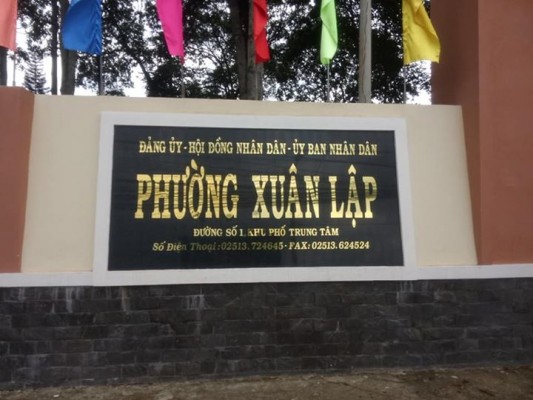 ĐẢNG ỦY - HỘI ĐỒNG NHÂN DÂN - ỦY BAN NHÂN DÂN
PHƯỜNG XUÂN LẬP
ĐƯỜNG SỐ 1, KHU PHỐ TRUNG TÂM
Số Điện Thoại : 02513.724645 - FAX: 02513.624524